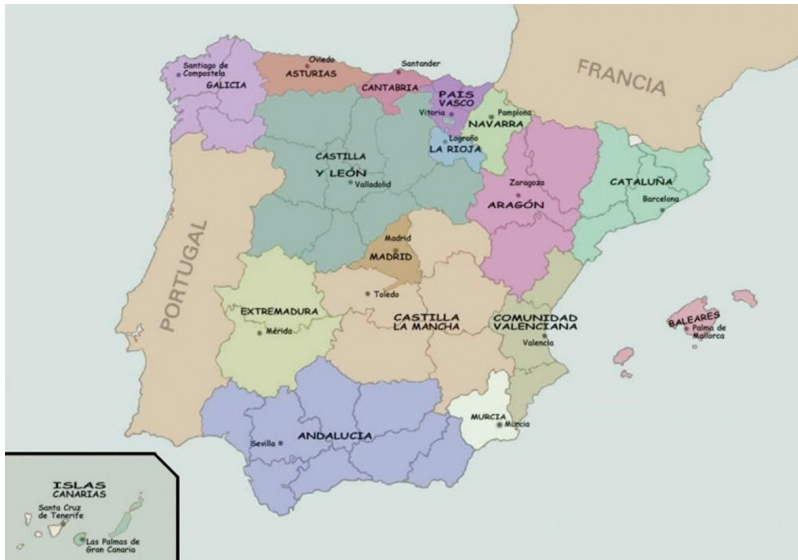 Santiago de
Compostela
GALICIA
Oviedo
ASTURIAS
Santander
CANTABRIA
PAIS
VASCO
Vitoria
Pamplona
NAVARRA
Logroño
LA RIOJA
FRANCIA
CASTILLA
Y LEÓN
Valladolid
Zaragoza
ARAGÓN
CATALUÑA
Barcelona
PORTUGAL
Madrid
MADRID
Toledo
EXTREMADURA
Mérida
CASTILLA
LA MANCHA
COMUNIDAD
VALENCIANA
Valencia
BALEARES
Palma de
Mallorca
MURCIA
Murcia
ANDALUCIA
Sevilla
ISLAS
CANARIAS
Santa Cruz
de Tenerife
Las Palmas de
Gran Canaria